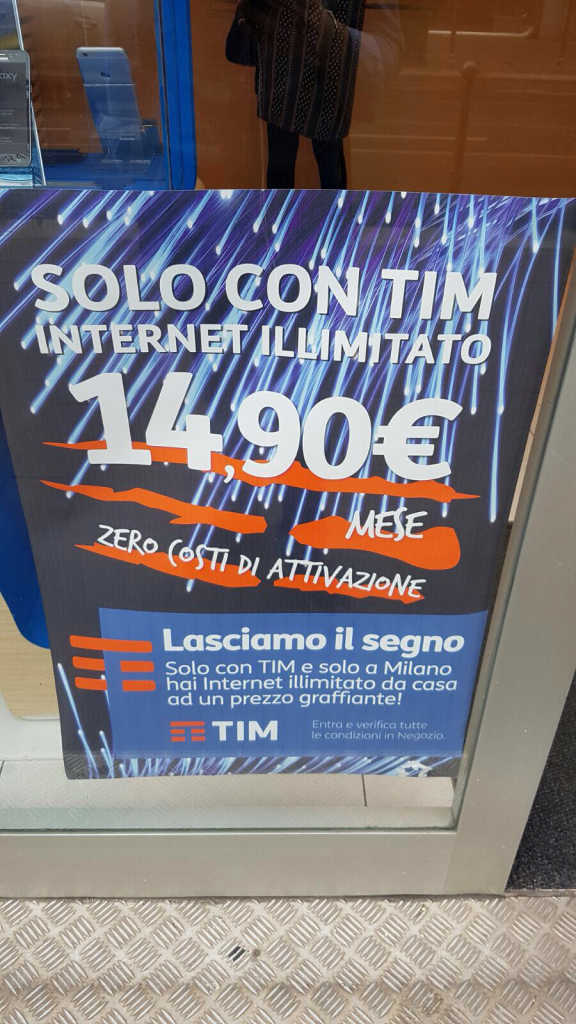 axy
SOLO CON TIM
INTERNET ILLIMITATO
14,90€
MESE
ZERO COSTI DI ATTIVAZIONE
Lasciamo il segno
Solo con TIM e solo a Milano
hai Internet illimitato da casa
ad un prezzo graffiante!
TIM
Entra e verifica tutte
le condizioni in Negozio.